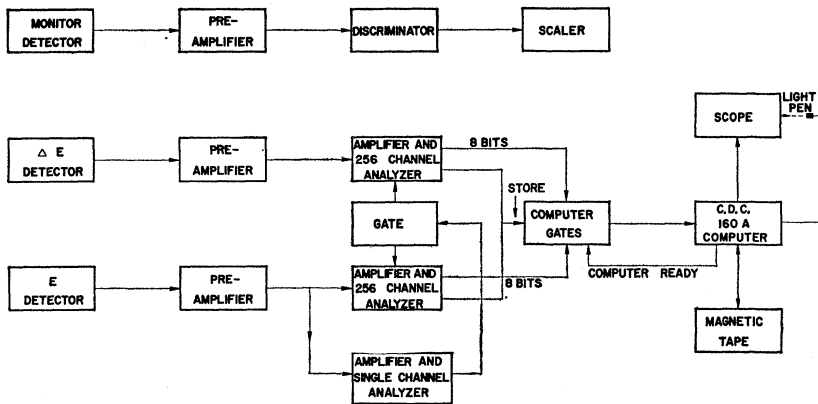 MONITOR
DETECTOR
PRE-
AMPLIFIER
DISCRIMINATOR
SCALER
LIGHT
PEN
SCOPE
△ E
DETECTOR
PRE-
AMPLIFIER
AMPLIFIER AND
256 CHANNEL
ANALYZER
8 BITS
STORE
GATE
COMPUTER
GATES
C.D.C.
160 A
COMPUTER
COMPUTER READY
E
DETECTOR
PRE-
AMPLIFIER
AMPLIFIER AND
256 CHANNEL
ANALYZER
8 BITS
MAGNETIC
TAPE
AMPLIFIER AND
SINGLE CHANNEL
ANALYZER